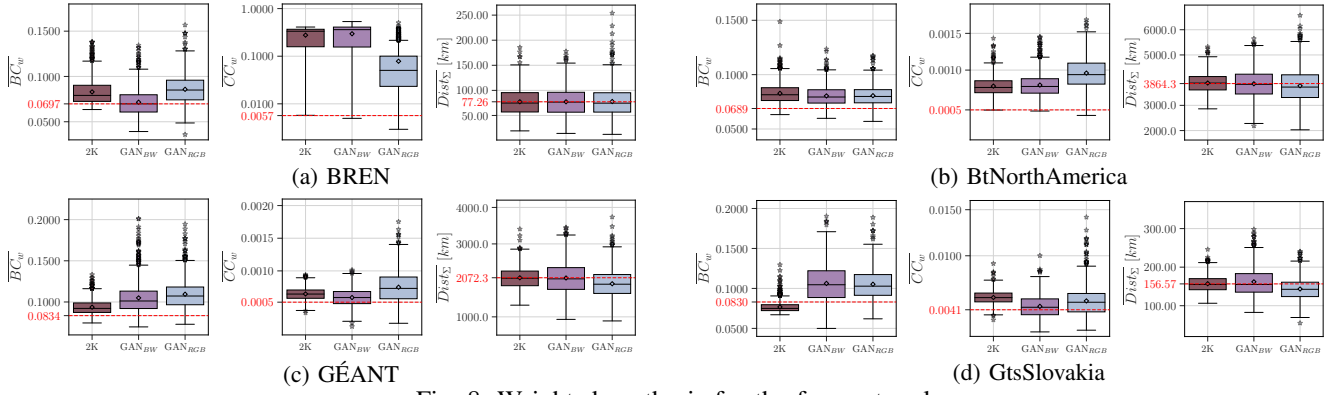 0.1500
0.1000
0.0697
0.0500
BC_w
2K GAN_BW GAN_RGB
1.0000
0.1000
0.0100
0.0057
CC_w
2K GAN_BW GAN_RGB
250.00
200.00
150.00
100.00
77.26
50.00
Dist_Σ [km]
2K GAN_BW GAN_RGB
(a) BREN
0.1500
0.1000
0.0689
0.0500
BC_w
2K GAN_BW GAN_RGB
0.0015
0.0010
0.0005
CC_w
2K GAN_BW GAN_RGB
6000.0
5000.0
3864.3
3000.0
2000.0
Dist_Σ [km]
2K GAN_BW GAN_RGB
(b) BtNorthAmerica
0.2000
0.1500
0.1000
0.0834
BC_w
2K GAN_BW GAN_RGB
0.0020
0.0015
0.0010
0.0005
CC_w
2K GAN_BW GAN_RGB
4000.0
3000.0
2072.3
1000.0
Dist_Σ [km]
2K GAN_BW GAN_RGB
(c) GÉANT
0.2000
0.1500
0.1000
0.0830
0.0500
BC_w
2K GAN_BW GAN_RGB
0.0150
0.0100
0.0041
CC_w
2K GAN_BW GAN_RGB
300.00
200.00
156.57
100.00
Dist_Σ [km]
2K GAN_BW GAN_RGB
(d) GtsSlovakia